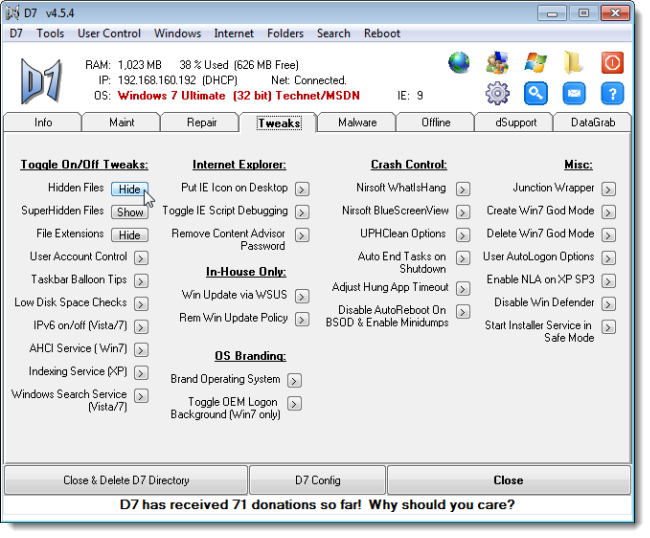 D7 v4.5.4
D7 Tools User Control Windows Internet Folders Search Reboot
D7
RAM: 1,023 MB 38 % Used (626 MB Free)
IP: 192.168.160.192 (DHCP) Net: Connected.
OS: Windows 7 Ultimate (32 bit) Technet/MSDN IE: 9
Info Maint Repair Tweaks Malware Offline dSupport DataGrab
Toggle On/Off Tweaks:
Hidden Files Hide
SuperHidden Files Show
File Extensions Hide
User Account Control >
Taskbar Balloon Tips >
Low Disk Space Checks >
IPv6 on/off (Vista/7) >
AHCI Service ( Win7) >
Indexing Service (XP) >
Windows Search Service >
(Vista/7)
Internet Explorer:
Put IE Icon on Desktop >
Toggle IE Script Debugging >
Remove Content Advisor >
Password
In-House Only:
Win Update via WSUS >
Rem Win Update Policy >
OS Branding:
Brand Operating System >
Toggle OEM Logon >
Background (Win7 only)
Crash Control:
Nirsoft WhatIsHang >
Nirsoft BlueScreenView >
UPHClean Options >
Auto End Tasks on >
Shutdown
Adjust Hung App Timeout >
Disable AutoReboot On >
BSOD & Enable Minidumps
Misc:
Junction Wrapper >
Create Win7 God Mode >
Delete Win7 God Mode >
User AutoLogon Options >
Enable NLA on XP SP3 >
Disable Win Defender >
Start Installer Service in >
Safe Mode
Close & Delete D7 Directory D7 Config Close
D7 has received 71 donations so far! Why should you care?